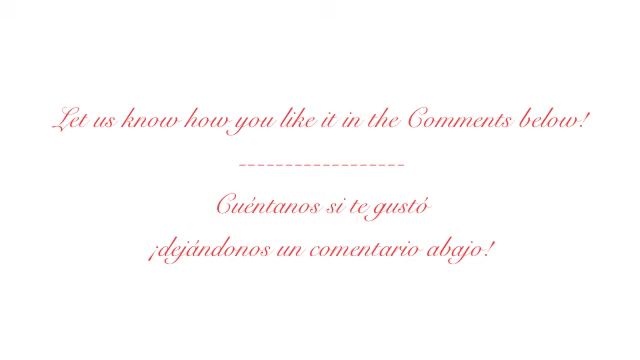 Let us know how you like it in the Comments below!
------------------
Cuéntanos si te gustó
¡dejándonos un comentario abajo!